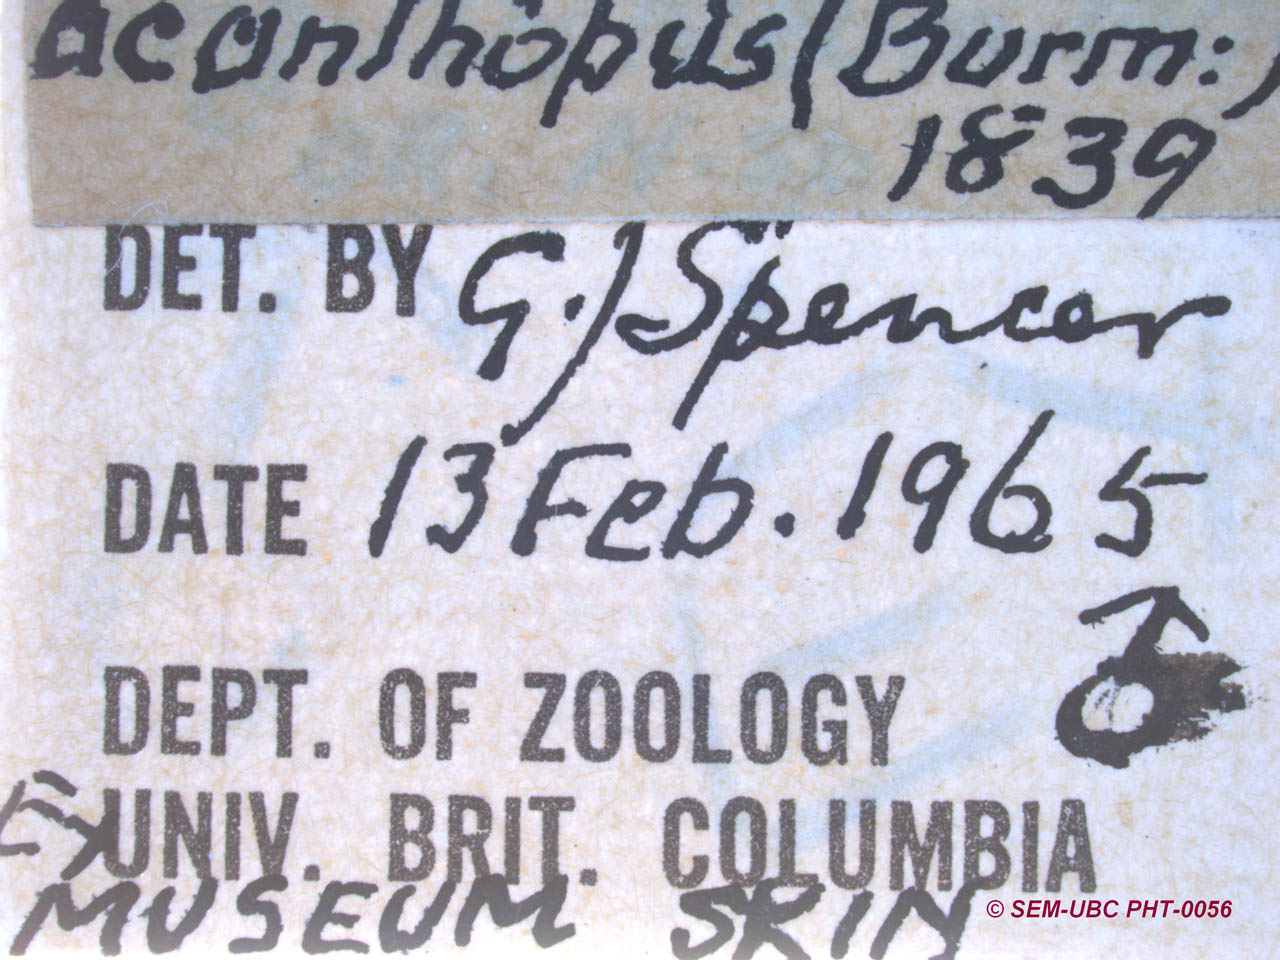 acanthopus (Burm:)
1839
DET. BY G.J Spencer
DATE 13 Feb. 1965
♂
DEPT. OF ZOOLOGY
Ex UNIV. BRIT. COLUMBIA
MUSEUM SKIN
© SEM-UBC PHT-0056